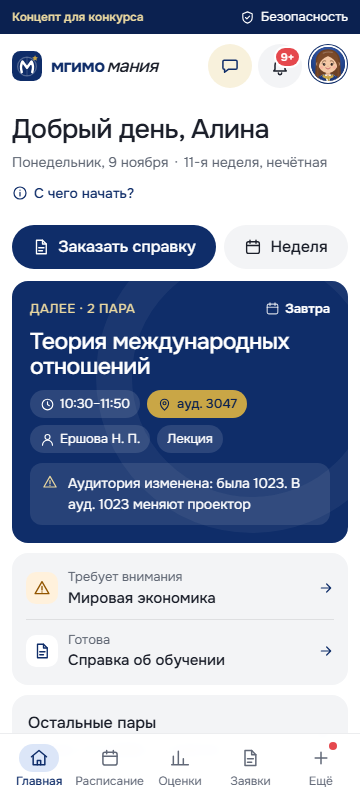 Концепт для конкурса
Безопасность
МГИМО мания
9+
Добрый день, Алина
Понедельник, 9 ноября · 11-я неделя, нечётная
С чего начать?
Заказать справку
Неделя
ДАЛЕЕ · 2 ПАРА
Завтра
Теория международных
отношений
10:30–11:50
ауд. 3047
Ершова Н. П.
Лекция
Аудитория изменена: была 1023. В
ауд. 1023 меняют проектор
Требует внимания
Мировая экономика
Готова
Справка об обучении
Остальные пары
Главная
Расписание
Оценки
Заявки
Ещё